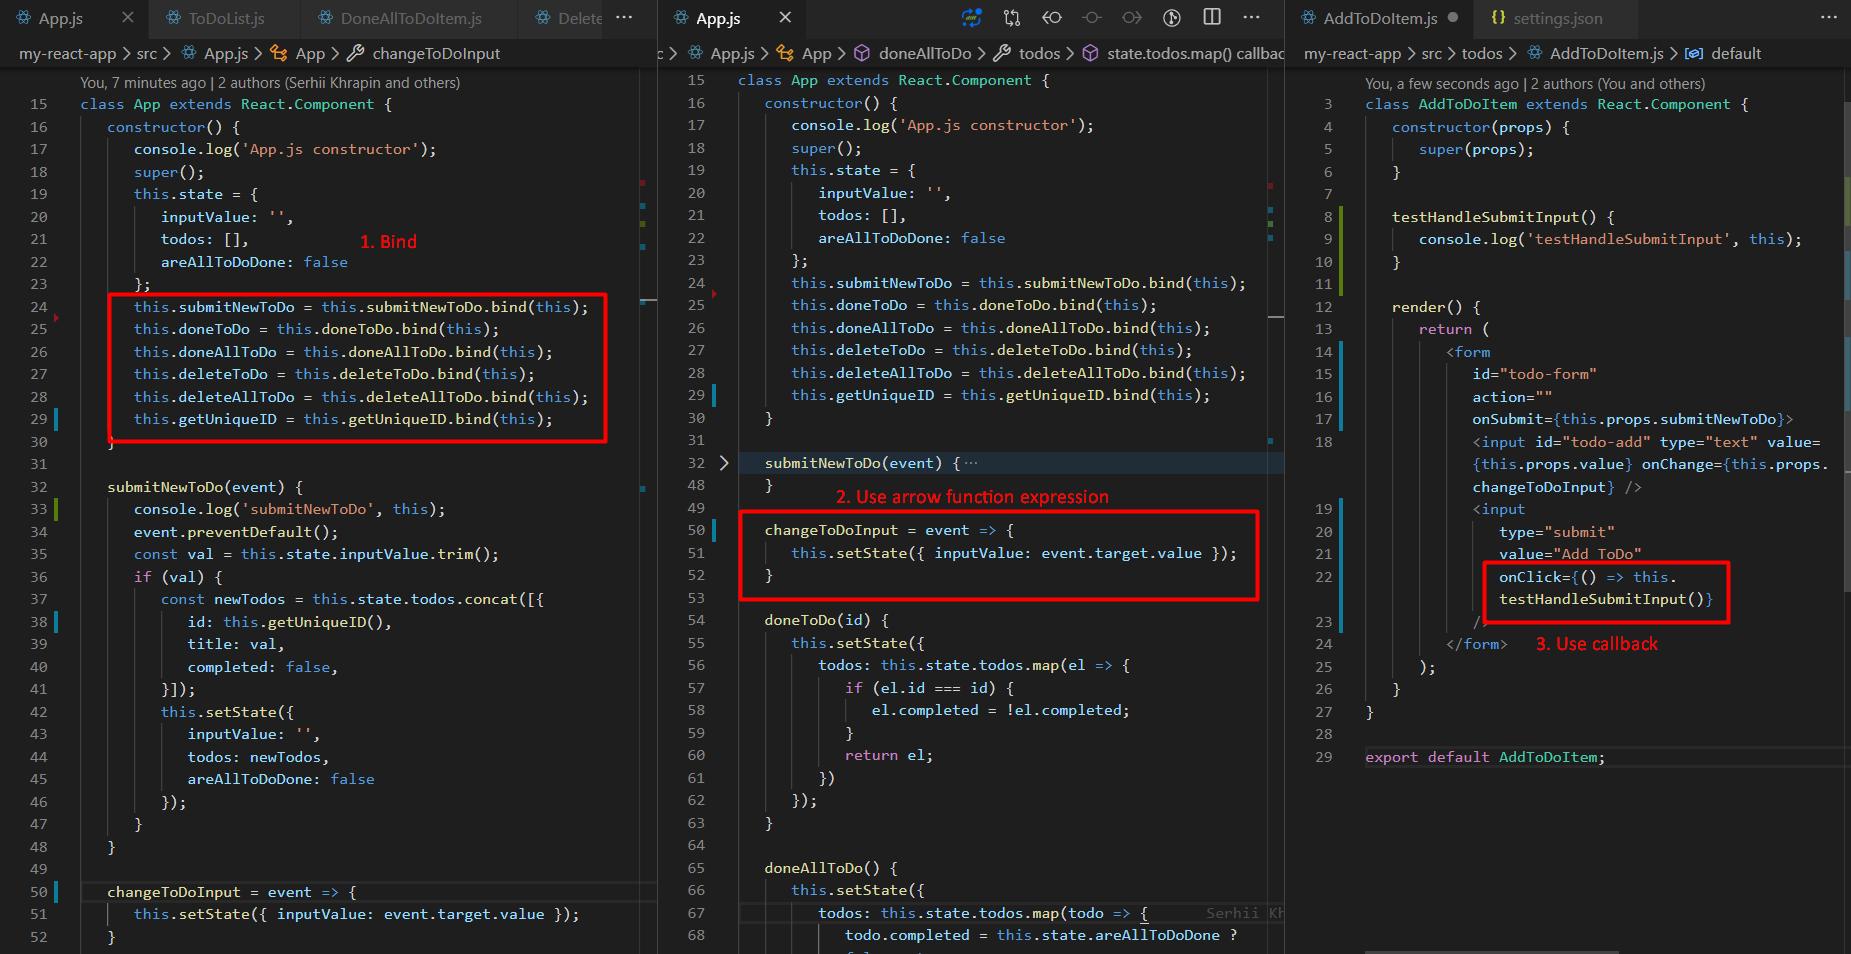 App.js
ToDoList.js
DoneAllToDoItem.js
Delete
my-react-app > src > App.js > App > changeToDoInput
You, 7 minutes ago | 2 authors (Serhii Khrapin and others)
15 class App extends React.Component {
16 constructor() {
17 console.log('App.js constructor');
18 super();
19 this.state = {
20 inputValue: '',
21 todos: [],
1. Bind
22 areAllToDoDone: false
23 };
24 this.submitNewToDo = this.submitNewToDo.bind(this);
25 this.doneToDo = this.doneToDo.bind(this);
26 this.doneAllToDo = this.doneAllToDo.bind(this);
27 this.deleteToDo = this.deleteToDo.bind(this);
28 this.deleteAllToDo = this.deleteAllToDo.bind(this);
29 this.getUniqueID = this.getUniqueID.bind(this);
30 }
31
32 submitNewToDo(event) {
33 console.log('submitNewToDo', this);
34 event.preventDefault();
35 const val = this.state.inputValue.trim();
36 if (val) {
37 const newTodos = this.state.todos.concat([{
38 id: this.getUniqueID(),
39 title: val,
40 completed: false,
41 }]);
42 this.setState({
43 inputValue: '',
44 todos: newTodos,
45 areAllToDoDone: false
46 });
47 }
48 }
49
50 changeToDoInput = event => {
51 this.setState({ inputValue: event.target.value });
52 }
App.js
c > App.js > App > doneAllToDo > todos > state.todos.map() callbac
15 class App extends React.Component {
16 constructor() {
17 console.log('App.js constructor');
18 super();
19 this.state = {
20 inputValue: '',
21 todos: [],
22 areAllToDoDone: false
23 };
24 this.submitNewToDo = this.submitNewToDo.bind(this);
25 this.doneToDo = this.doneToDo.bind(this);
26 this.doneAllToDo = this.doneAllToDo.bind(this);
27 this.deleteToDo = this.deleteToDo.bind(this);
28 this.deleteAllToDo = this.deleteAllToDo.bind(this);
29 this.getUniqueID = this.getUniqueID.bind(this);
30 }
31
32 submitNewToDo(event) {···
48 }
2. Use arrow function expression
49
50 changeToDoInput = event => {
51 this.setState({ inputValue: event.target.value });
52 }
53
54 doneToDo(id) {
55 this.setState({
56 todos: this.state.todos.map(el => {
57 if (el.id === id) {
58 el.completed = !el.completed;
59 }
60 return el;
61 })
62 });
63 }
64
65 doneAllToDo() {
66 this.setState({
67 todos: this.state.todos.map(todo => { Serhii Kh
68 todo.completed = this.state.areAllToDoDone ?
AddToDoItem.js
settings.json
my-react-app > src > todos > AddToDoItem.js > default
You, a few seconds ago | 2 authors (You and others)
3 class AddToDoItem extends React.Component {
4 constructor(props) {
5 super(props);
6 }
7
8 testHandleSubmitInput() {
9 console.log('testHandleSubmitInput', this);
10 }
11
12 render() {
13 return (
14 <form
15 id="todo-form"
16 action=""
17 onSubmit={this.props.submitNewToDo}>
18 <input id="todo-add" type="text" value=
{this.props.value} onChange={this.props.
changeToDoInput} />
19 <input
20 type="submit"
21 value="Add ToDo"
22 onClick={() => this.
testHandleSubmitInput()}
23 />
24 </form>
3. Use callback
25 );
26 }
27 }
28
29 export default AddToDoItem;